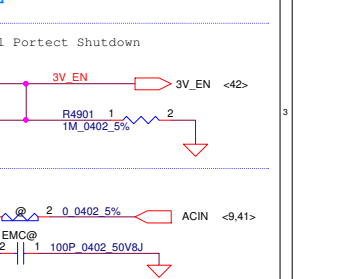 l Portect Shutdown
3V_EN
3V_EN <42>
R4901 1 2
1M_0402_5%
3
@ 2 0_0402_5% ACIN <9,41>
EMC@
2 1 100P_0402_50V8J